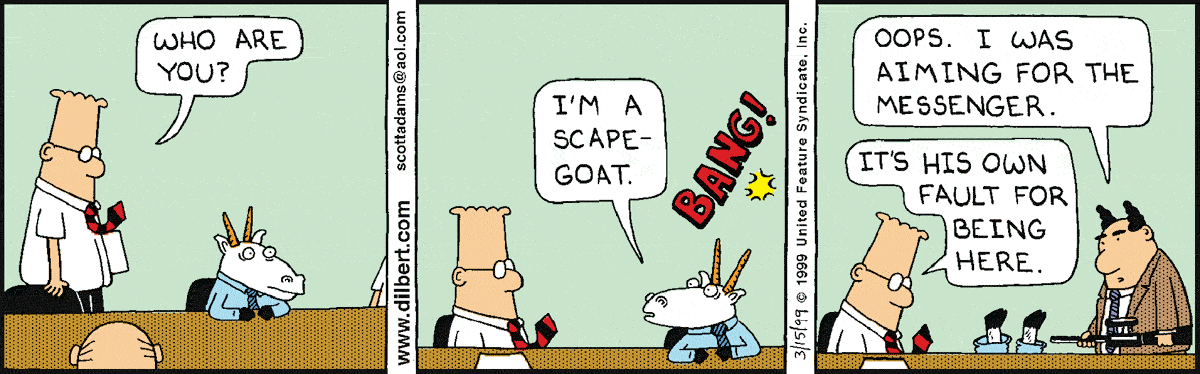 WHO ARE
YOU?
scottadams@aol.com
www.dilbert.com
I'M A
SCAPE-
GOAT.
BANG!
3/15/99 © 1999 United Feature Syndicate, Inc.
OOPS. I WAS
AIMING FOR THE
MESSENGER.
IT'S HIS OWN
FAULT FOR
BEING
HERE.